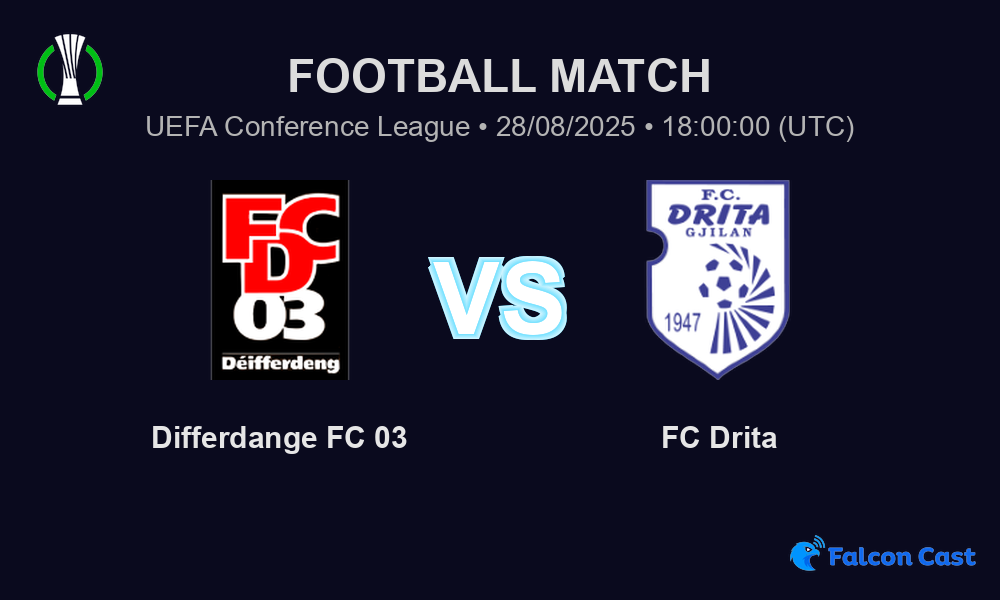 FOOTBALL MATCH
UEFA Conference League • 28/08/2025 • 18:00:00 (UTC)
FC
D
03
Déifferdeng
VS
F.C.
DRITA
GJILAN
1947
Differdange FC 03
FC Drita
Falcon Cast